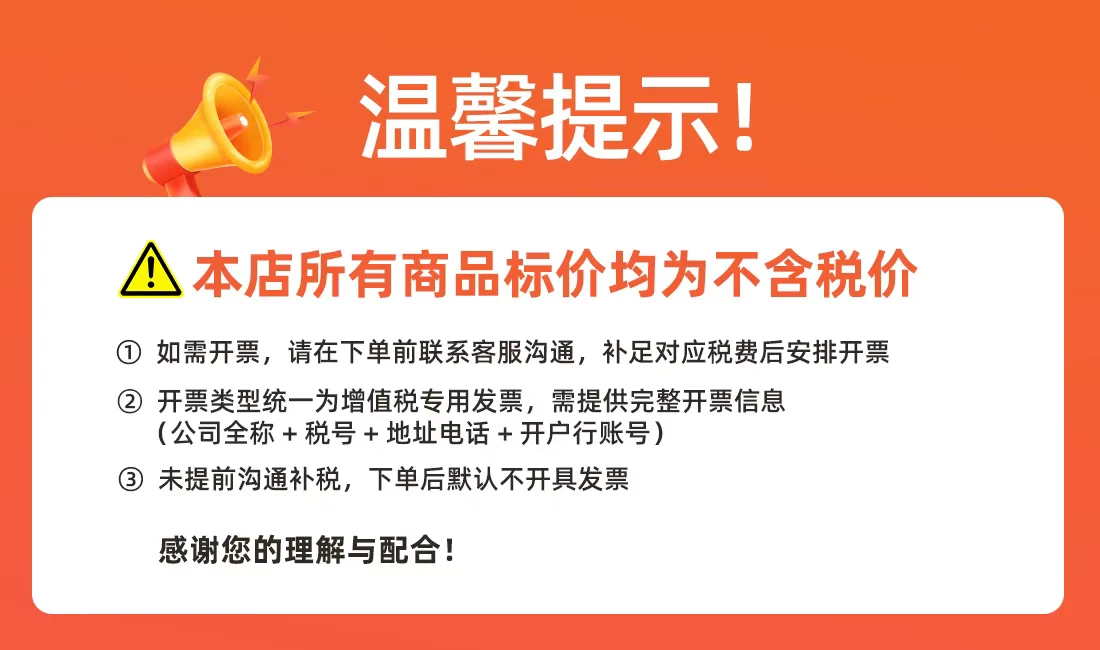 温馨提示！
本店所有商品标价均为不含税价
① 如需开票，请在下单前联系客服沟通，补足对应税费后安排开票
② 开票类型统一为增值税专用发票，需提供完整开票信息
（公司全称 + 税号 + 地址电话 + 开户行账号）
③ 未提前沟通补税，下单后默认不开具发票
感谢您的理解与配合！